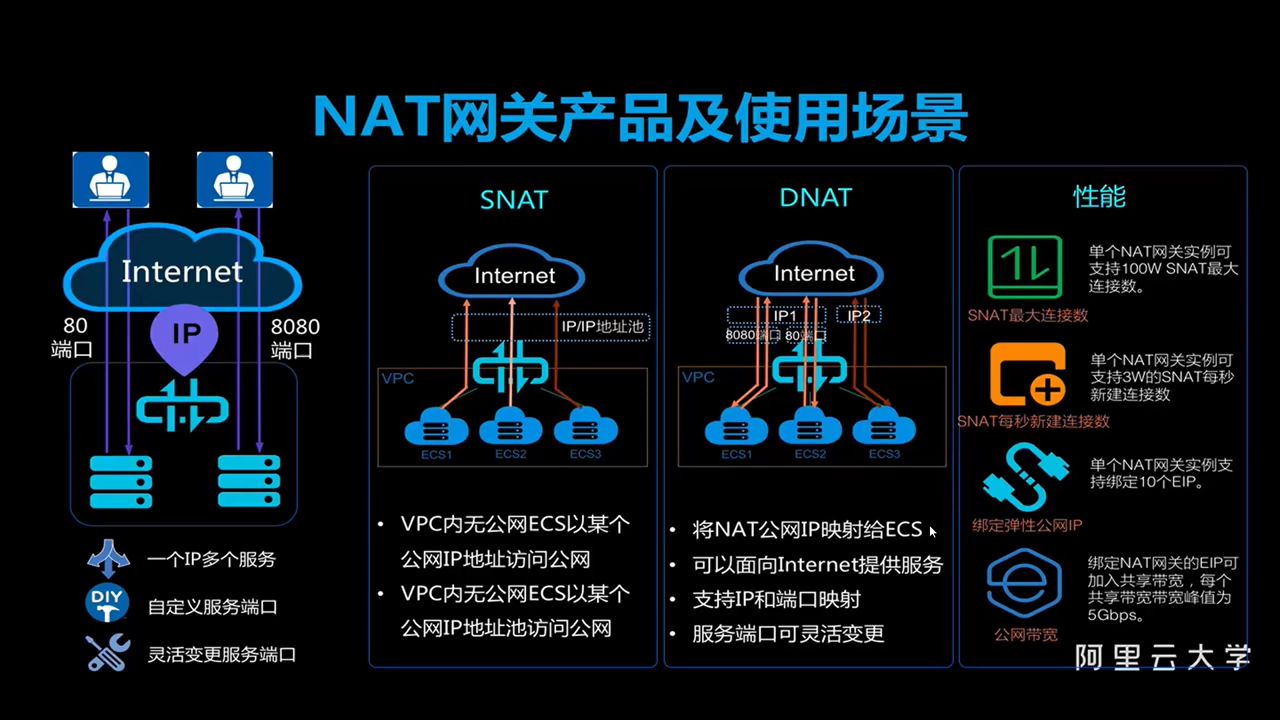 NAT网关产品及使用场景
Internet
IP
80
端口
8080
端口
一个IP多个服务
DIY
自定义服务端口
灵活变更服务端口
SNAT
Internet
IP/IP地址池
VPC
ECS1
ECS2
ECS3
• VPC内无公网ECS以某个
公网IP地址访问公网
• VPC内无公网ECS以某个
公网IP地址池访问公网
DNAT
Internet
IP1
IP2
8080端口
80端口
VPC
ECS1
ECS2
ECS3
• 将NAT公网IP映射给ECS
• 可以面向Internet提供服务
• 支持IP和端口映射
• 服务端口可灵活变更
性能
单个NAT网关实例可
支持100W SNAT最大
连接数。
SNAT最大连接数
单个NAT网关实例可
支持3W的SNAT每秒
新建连接数
SNAT每秒新建连接数
单个NAT网关实例支
持绑定10个EIP。
绑定弹性公网IP
绑定NAT网关的EIP可
加入共享带宽，每个
共享带宽带宽峰值为
5Gbps。
公网带宽
阿里云大学